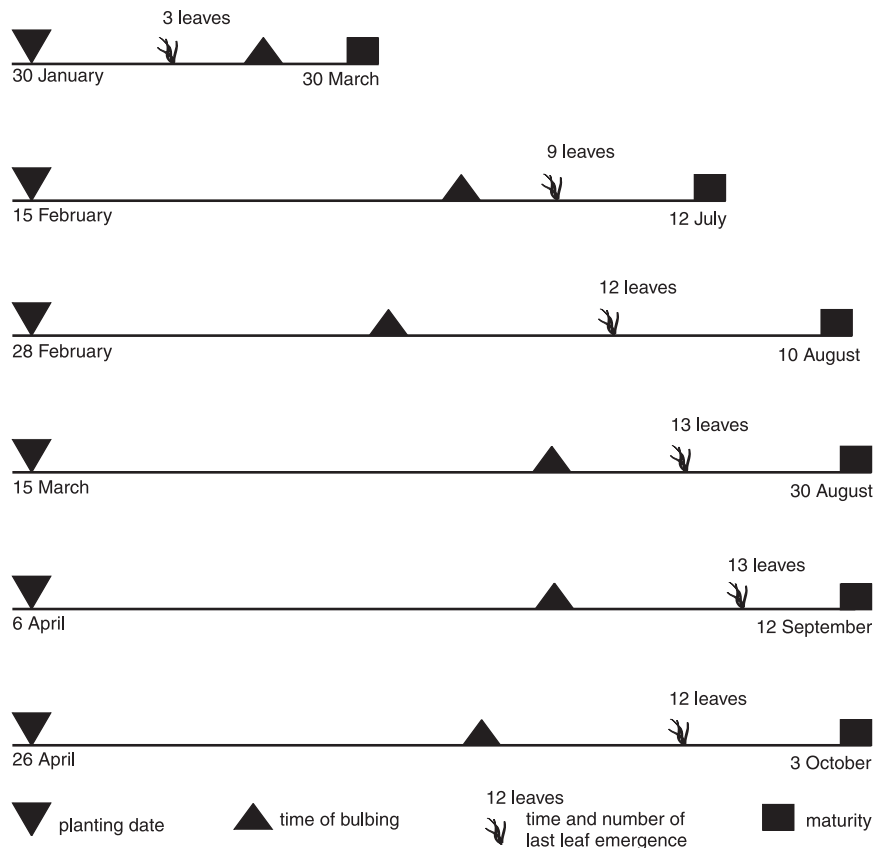 3 leaves
30 January
30 March
9 leaves
15 February
12 July
12 leaves
28 February
10 August
13 leaves
15 March
30 August
13 leaves
6 April
12 September
12 leaves
26 April
3 October
planting date
time of bulbing
12 leaves
time and number of
last leaf emergence
maturity